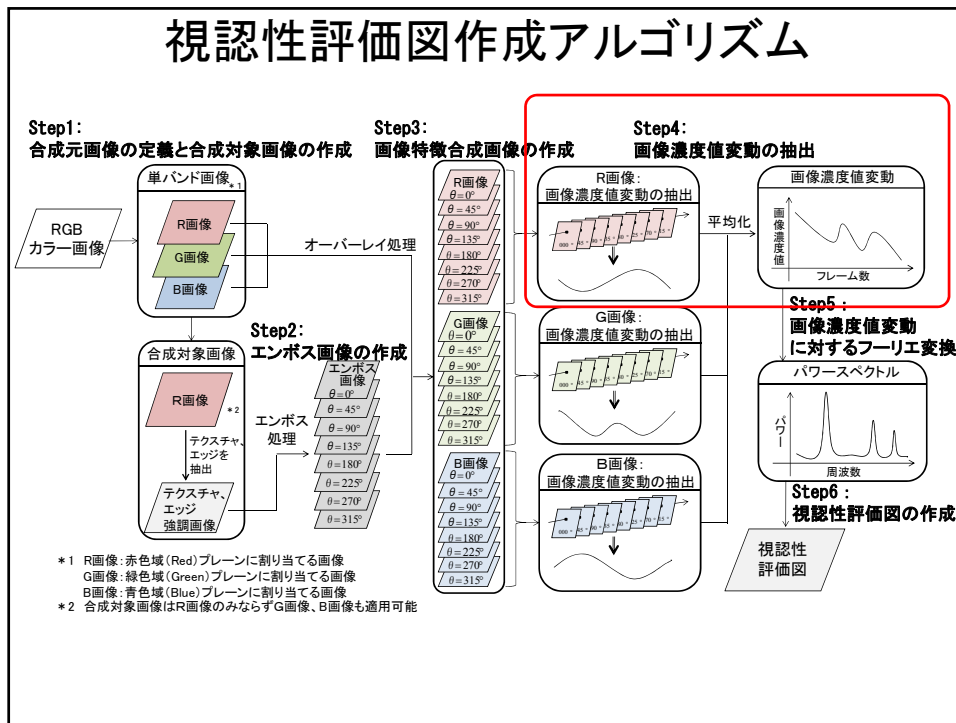 視認性評価図作成アルゴリズム
Step1:
合成元画像の定義と合成対象画像の作成
RGB
カラー画像
単バンド画像
*1
R画像
G画像
B画像
オーバーレイ処理
合成対象画像
R画像
*2
テクスチャ、
エッジを
抽出
テクスチャ、
エッジ
強調画像
Step2:
エンボス画像の作成
エンボス
処理
エンボス
画像
θ=0°
θ=45°
θ=90°
θ=135°
θ=180°
θ=225°
θ=270°
θ=315°
Step3:
画像特徴合成画像の作成
R画像
θ=0°
θ=45°
θ=90°
θ=135°
θ=180°
θ=225°
θ=270°
θ=315°
G画像
θ=0°
θ=45°
θ=90°
θ=135°
θ=180°
θ=225°
θ=270°
θ=315°
B画像
θ=0°
θ=45°
θ=90°
θ=135°
θ=180°
θ=225°
θ=270°
θ=315°
Step4:
画像濃度値変動の抽出
R画像:
画像濃度値変動の抽出
G画像:
画像濃度値変動の抽出
B画像:
画像濃度値変動の抽出
平均化
画像濃度値変動
画像濃度値
フレーム数
Step5:
画像濃度値変動
に対するフーリエ変換
パワースペクトル
パワー
周波数
Step6:
視認性評価図の作成
視認性
評価図
*1 R画像:赤色域(Red)プレーンに割り当てる画像
G画像:緑色域(Green)プレーンに割り当てる画像
B画像:青色域(Blue)プレーンに割り当てる画像
*2 合成対象画像はR画像のみならずG画像、B画像も適用可能